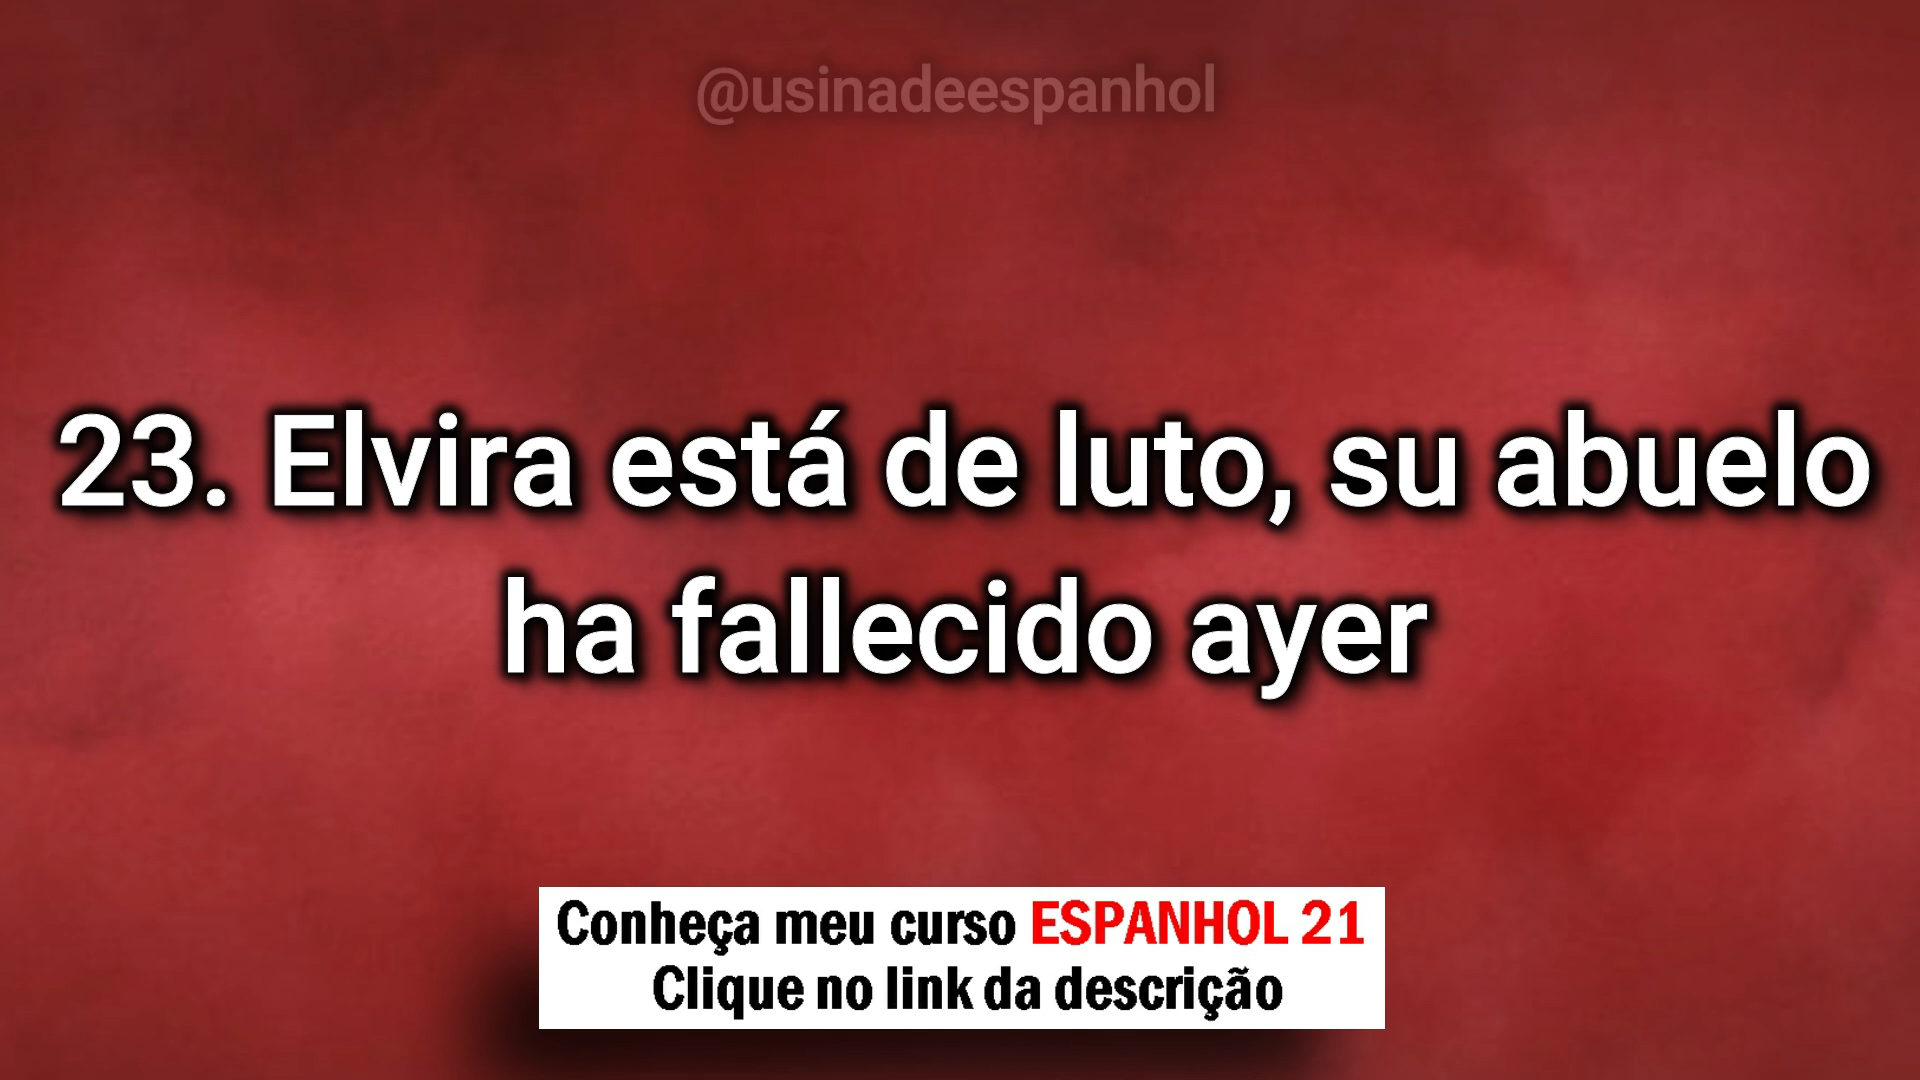 @usinadeespanhol
23. Elvira está de luto, su abuelo
ha fallecido ayer
Conheça meu curso ESPANHOL 21
Clique no link da descrição